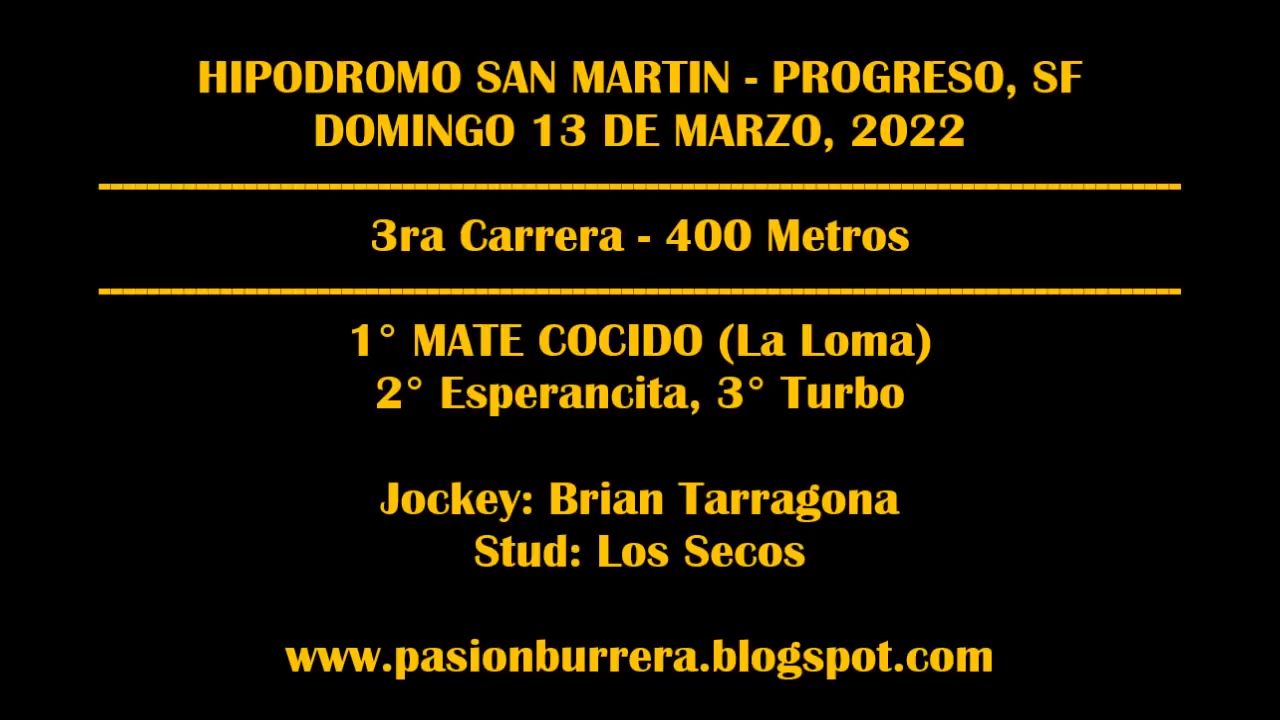 HIPODROMO SAN MARTIN - PROGRESO, SF
DOMINGO 13 DE MARZO, 2022
3ra Carrera - 400 Metros
1° MATE COCIDO (La Loma)
2° Esperancita, 3° Turbo
Jockey: Brian Tarragona
Stud: Los Secos
www.pasionburrera.blogspot.com